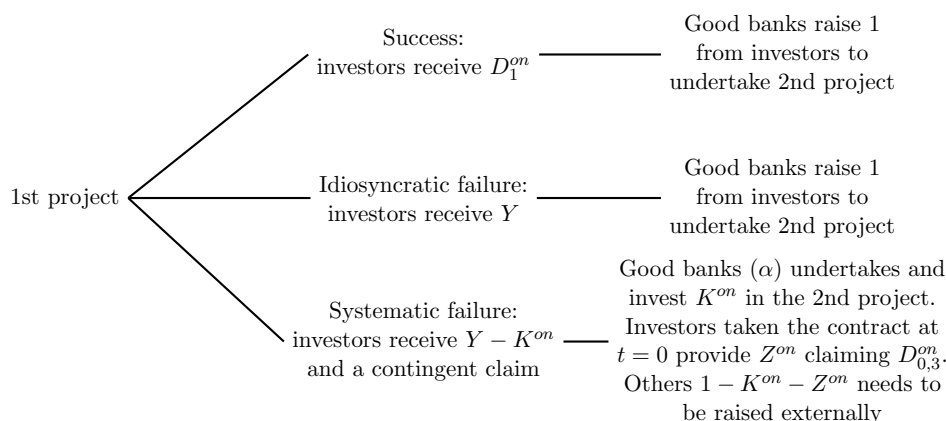 1st project
Success:
investors receive $D_1^{on}$
Good banks raise 1
from investors to
undertake 2nd project
Idiosyncratic failure:
investors receive $Y$
Good banks raise 1
from investors to
undertake 2nd project
Systematic failure:
investors receive $Y - K^{on}$
and a contingent claim
Good banks ($\alpha$) undertakes and
invest $K^{on}$ in the 2nd project.
Investors taken the contract at
$t = 0$ provide $Z^{on}$ claiming $D_{0,3}^{on}$.
Others $1 - K^{on} - Z^{on}$ needs to
be raised externally